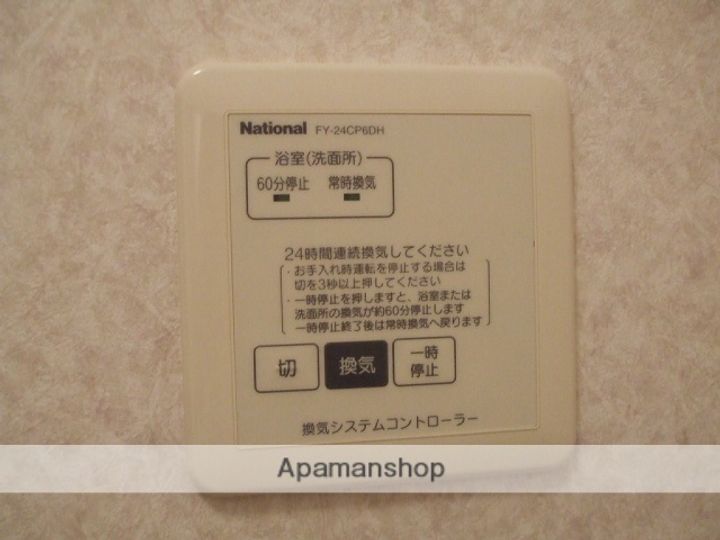 National FY-24CP6DH
浴室(洗面所)
60分停止 常時換気
24時間連続換気してください
・お手入れ時運転を停止する場合は
切を3秒以上押してください
・一時停止を押しますと、浴室または
洗面所の換気が約60分停止します
一時停止終了後は常時換気へ戻ります
切 換気 一時
停止
換気システムコントローラー
Apamanshop